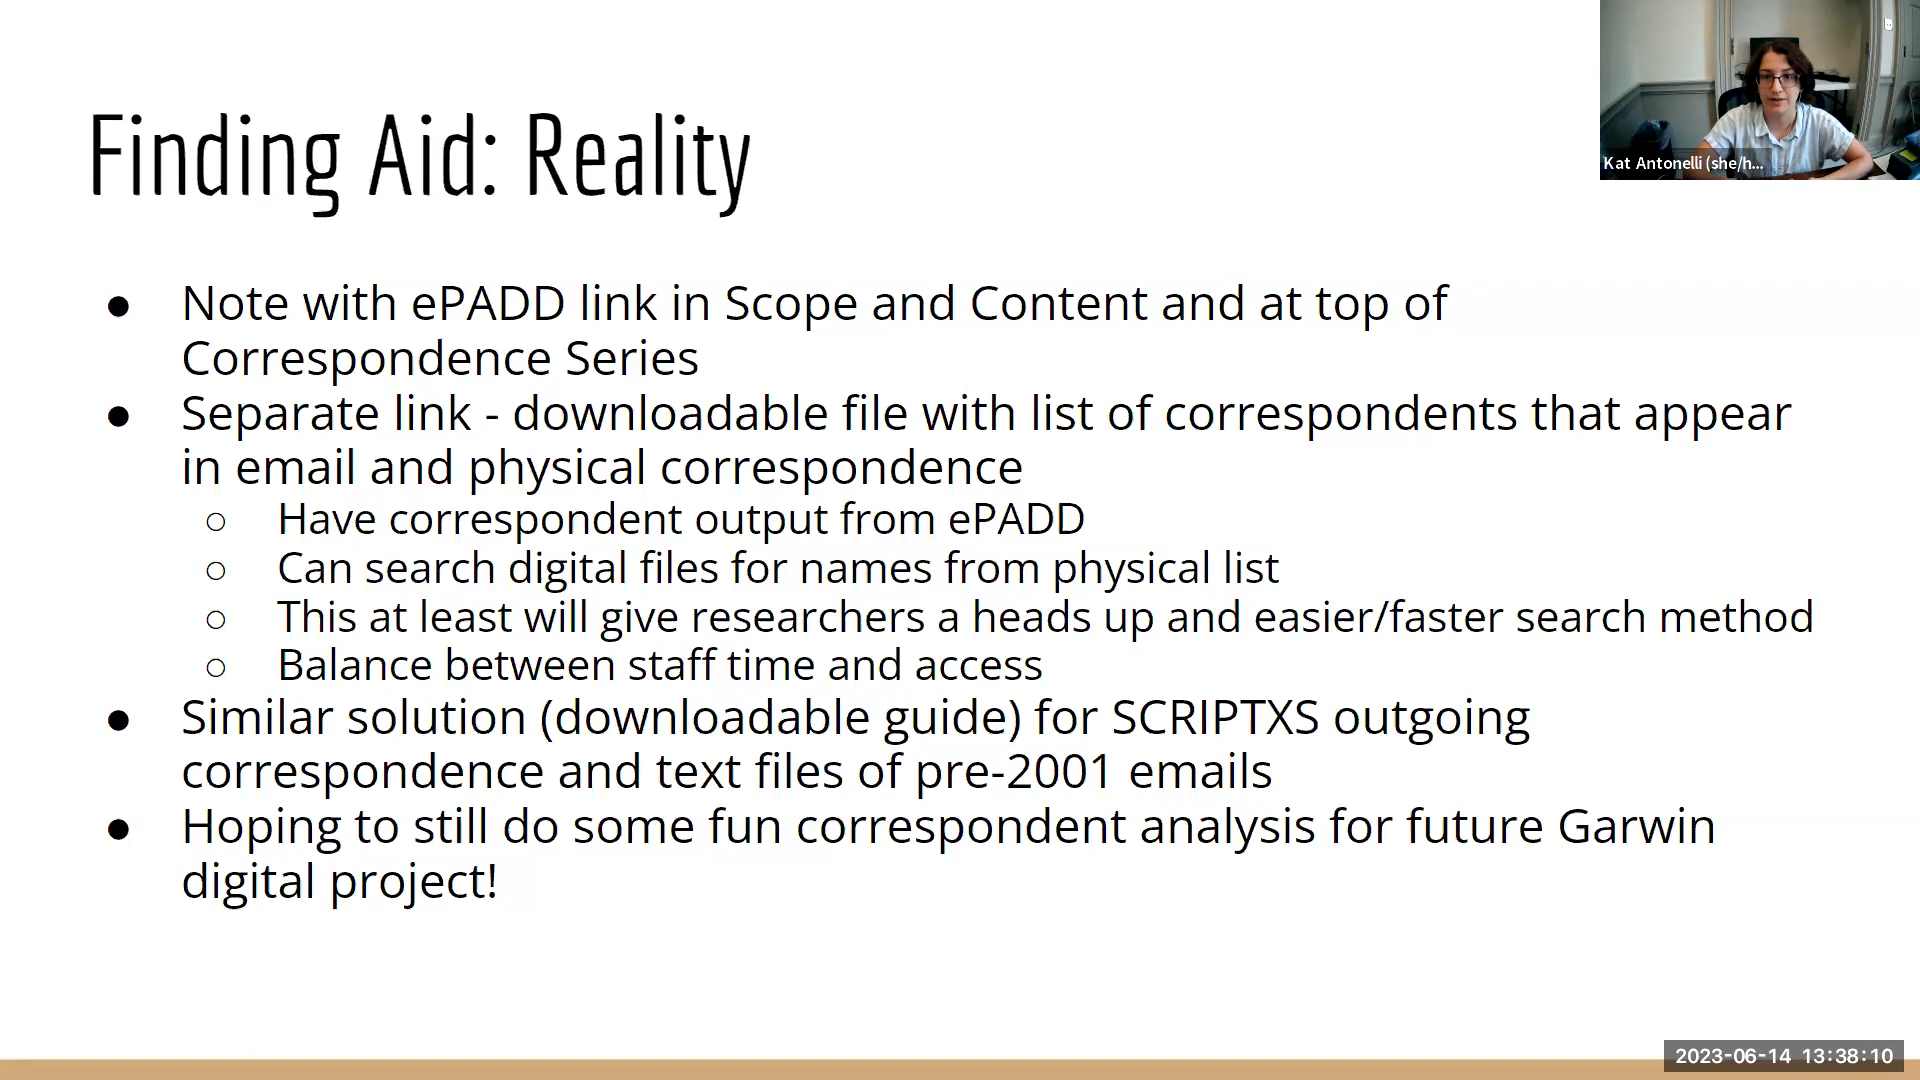 Finding Aid: Reality
Kat Antonelli (she/h...
● Note with ePADD link in Scope and Content and at top of
Correspondence Series
● Separate link - downloadable file with list of correspondents that appear
in email and physical correspondence
○ Have correspondent output from ePADD
○ Can search digital files for names from physical list
○ This at least will give researchers a heads up and easier/faster search method
○ Balance between staff time and access
● Similar solution (downloadable guide) for SCRIPTXS outgoing
correspondence and text files of pre-2001 emails
● Hoping to still do some fun correspondent analysis for future Garwin
digital project!
2023-06-14 13:38:10